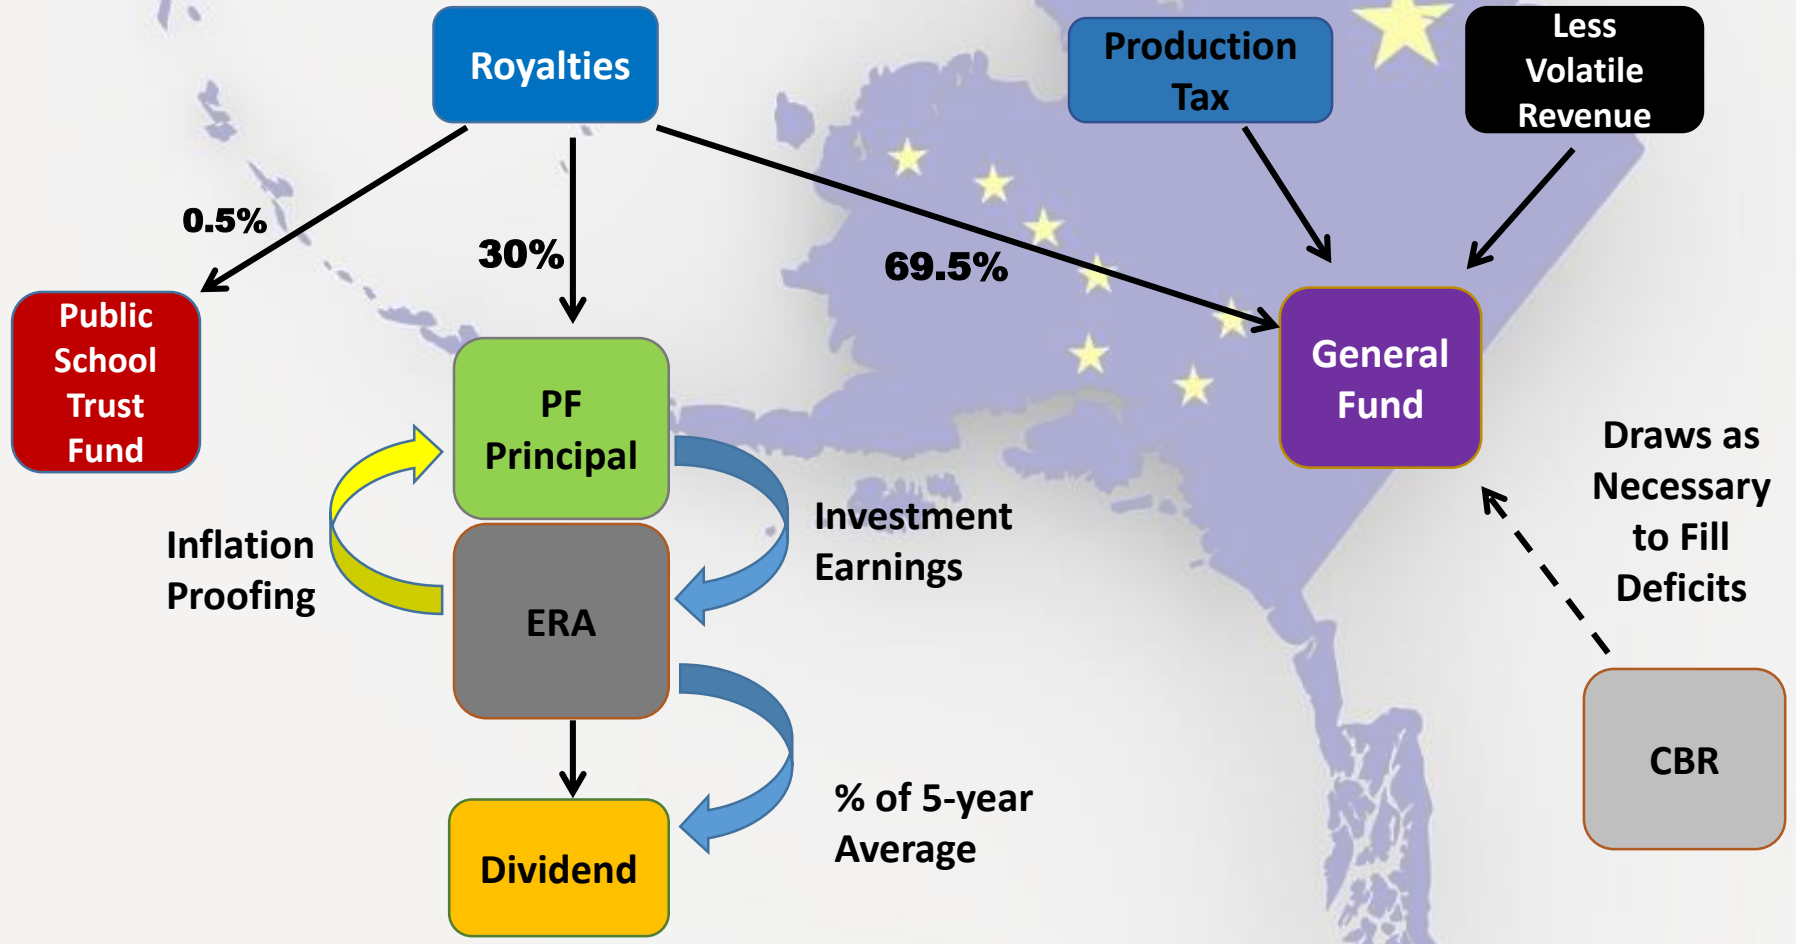 Royalties
Production
Tax
Less
Volatile
Revenue
0.5%
30%
69.5%
Public
School
Trust
Fund
PF
Principal
General
Fund
Draws as
Necessary
to Fill
Deficits
Inflation
Proofing
Investment
Earnings
ERA
CBR
% of 5-year
Average
Dividend